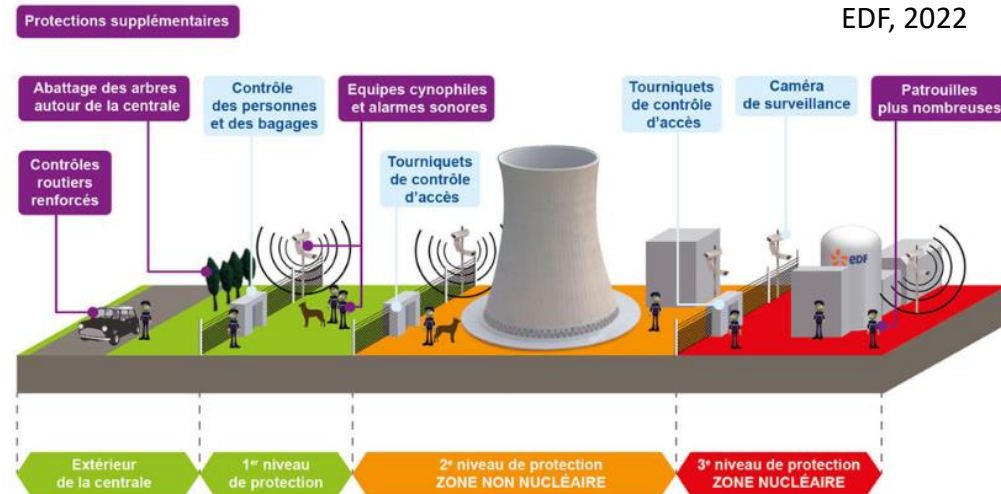 EDF, 2022
Protections supplémentaires
Abattage des arbres
autour de la centrale
Contrôle
des personnes
et des bagages
Equipes cynophiles
et alarmes sonores
Tourniquets
de contrôle
d'accès
Caméra
de surveillance
Patrouilles
plus nombreuses
Contrôles
routiers
renforcés
Tourniquets
de contrôle
d'accès
eDF
Extérieur
de la centrale
1er niveau
de protection
2e niveau de protection
ZONE NON NUCLÉAIRE
3e niveau de protection
ZONE NUCLÉAIRE